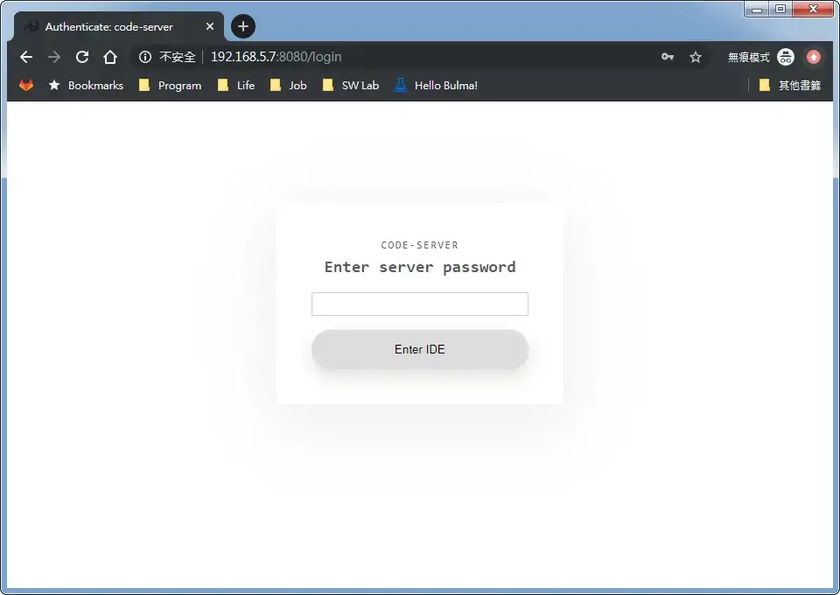 Authenticate: code-server
不安全 192.168.5.7:8080/login 無痕模式
Bookmarks Program Life Job SW Lab Hello Bulma! 其他書籤
CODE-SERVER
Enter server password
Enter IDE